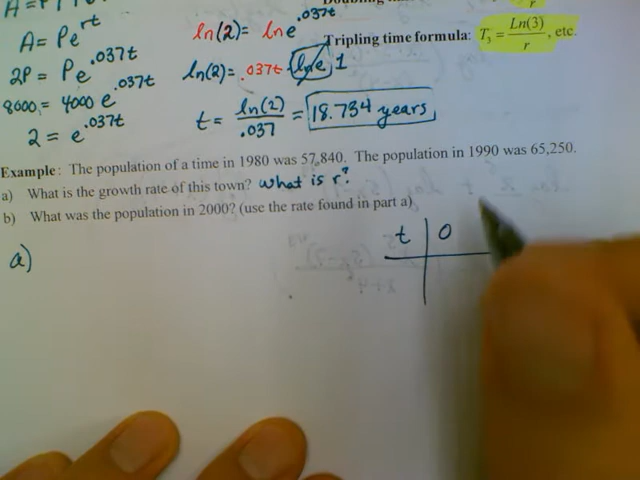 A = Pe^rt
2P = Pe^.037t
8000 = 4000 e^.037t
2 = e^.037t
ln(2) = ln e^.037t
ln(2) = .037t ln e 1
t = ln(2)/.037 = 18.734 years
Tripling time formula: T₃ = Ln(3)/r, etc.
Example: The population of a time in 1980 was 57,840. The population in 1990 was 65,250.
a) What is the growth rate of this town? What is r?
b) What was the population in 2000? (use the rate found in part a)
a)
t | 0